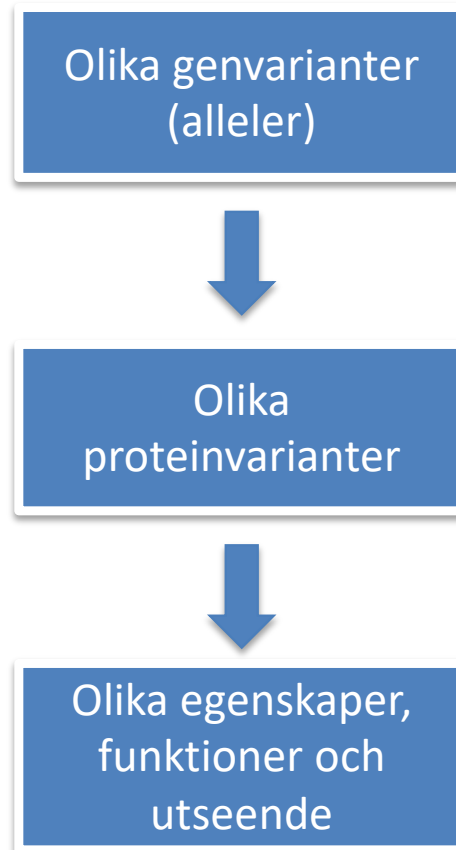 Olika genvarianter
(alleler)
Olika
proteinvarianter
Olika egenskaper,
funktioner och
utseende